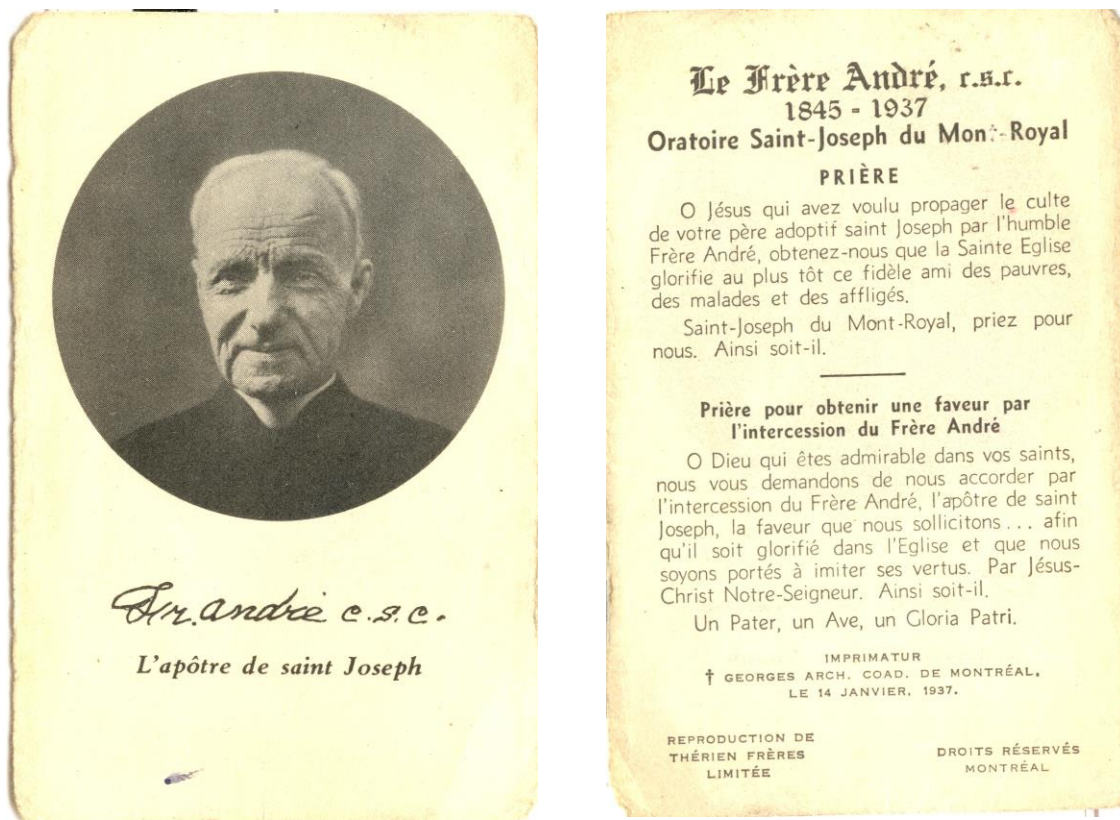 Fr. andré c.s.c.
L'apôtre de saint Joseph
Le Frère André, c.s.c.
1845 - 1937
Oratoire Saint-Joseph du Mont-Royal
PRIÈRE
O Jésus qui avez voulu propager le culte
de votre père adoptif saint Joseph par l'humble
Frère André, obtenez-nous que la Sainte Eglise
glorifie au plus tôt ce fidèle ami des pauvres,
des malades et des affligés.
Saint-Joseph du Mont-Royal, priez pour
nous. Ainsi soit-il.
Prière pour obtenir une faveur par
l'intercession du Frère André
O Dieu qui êtes admirable dans vos saints,
nous vous demandons de nous accorder par
l'intercession du Frère André, l'apôtre de saint
Joseph, la faveur que nous sollicitons... afin
qu'il soit glorifié dans l'Eglise et que nous
soyons portés à imiter ses vertus. Par Jésus-
Christ Notre-Seigneur. Ainsi soit-il.
Un Pater, un Ave, un Gloria Patri.
IMPRIMATUR
† GEORGES ARCH. COAD. DE MONTRÉAL,
LE 14 JANVIER, 1937.
REPRODUCTION DE
THÉRIEN FRÈRES
LIMITÉE
DROITS RÉSERVÉS
MONTRÉAL